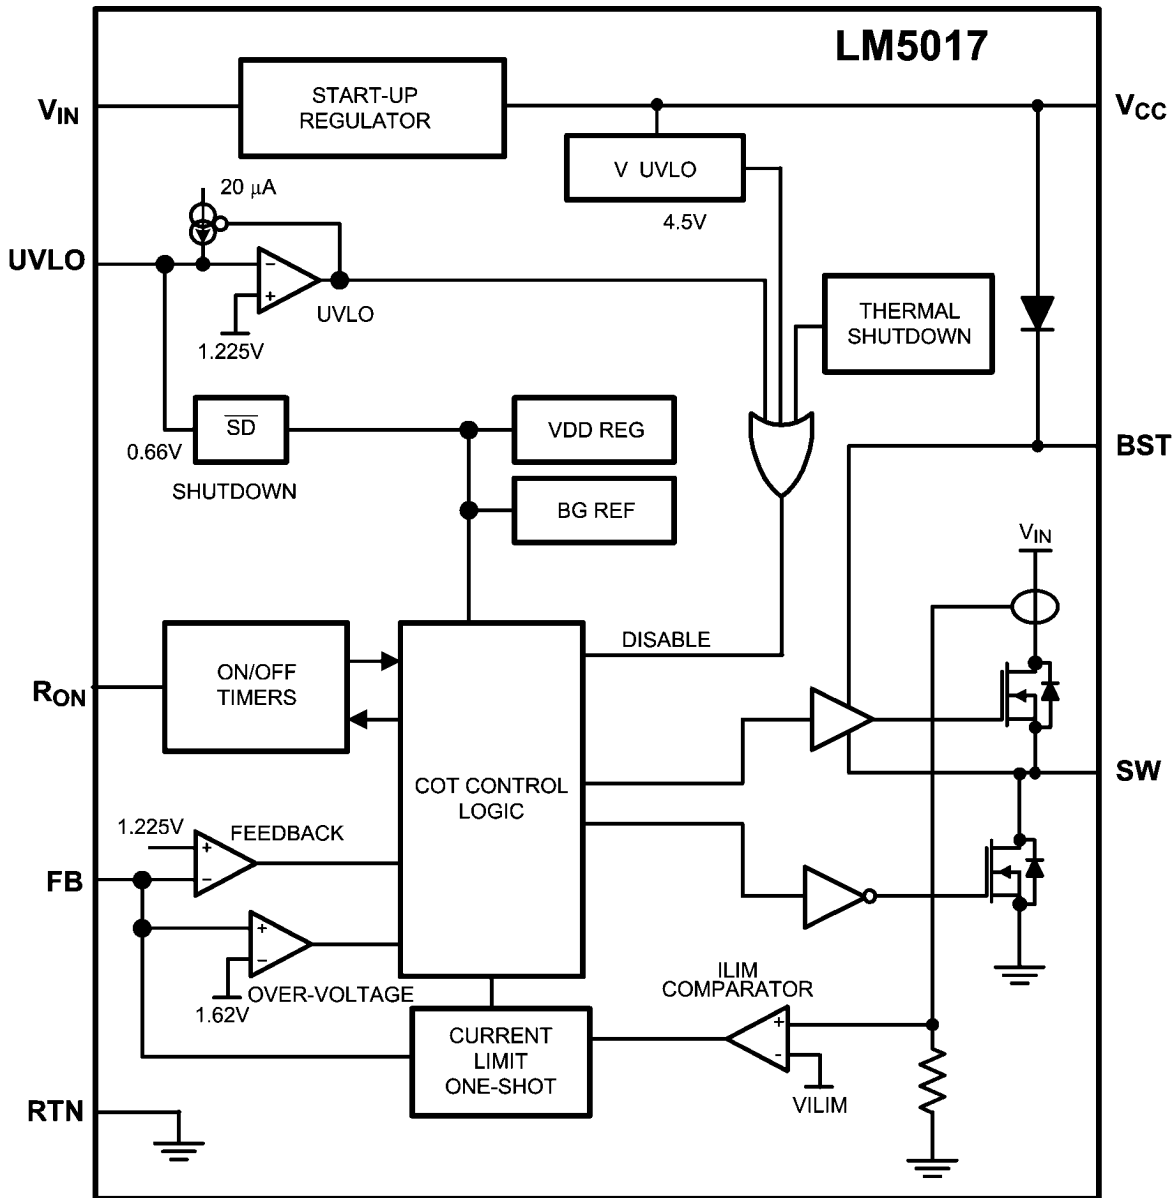 LM5017
VIN
START-UP
REGULATOR
VCC
V UVLO
4.5V
20 μA
UVLO
-
+
UVLO
1.225V
THERMAL
SHUTDOWN
0.66V
SD
SHUTDOWN
VDD REG
BG REF
BST
VIN
DISABLE
RON
ON/OFF
TIMERS
COT CONTROL
LOGIC
SW
1.225V
FEEDBACK
+
-
FB
+
-
1.62V
OVER-VOLTAGE
ILIM
COMPARATOR
+
-
VILIM
CURRENT
LIMIT
ONE-SHOT
RTN